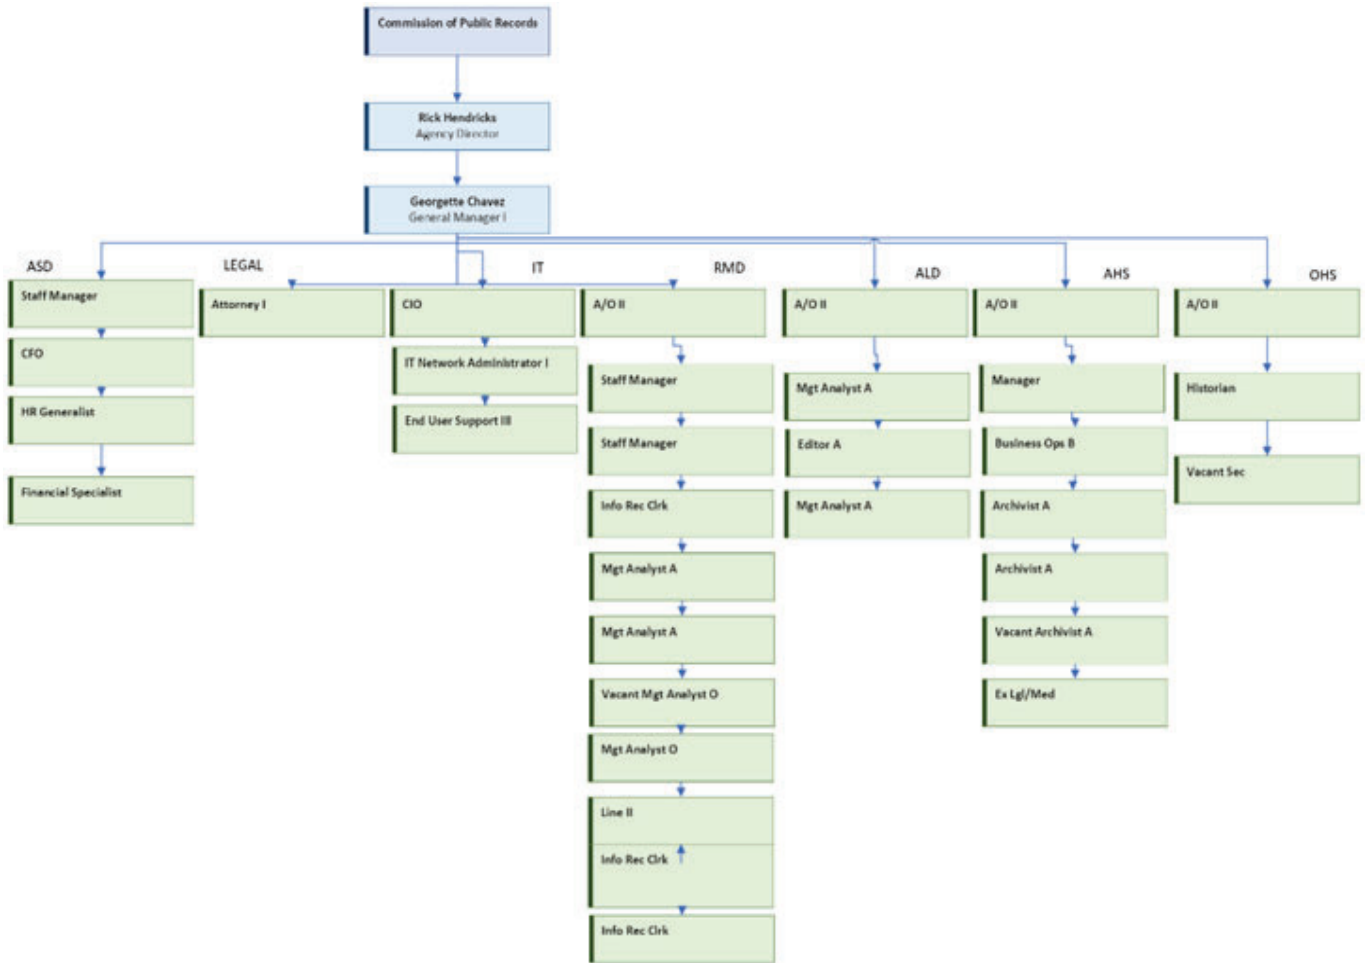 Commission of Public Records
Rick Hendricks
Agency Director
Georgette Chavez
General Manager I
ASD
Staff Manager
CFO
HR Generalist
Financial Specialist
LEGAL
Attorney I
IT
CIO
IT Network Administrator I
End User Support III
RMD
A/O II
Staff Manager
Staff Manager
Info Rec Clrk
Mgt Analyst A
Mgt Analyst A
Vacant Mgt Analyst O
Mgt Analyst O
Line II
Info Rec Clrk
Info Rec Clrk
ALD
A/O II
Mgt Analyst A
Editor A
Mgt Analyst A
AHS
A/O II
Manager
Business Ops B
Archivist A
Archivist A
Vacant Archivist A
Ex Lgl/Med
OHS
A/O II
Historian
Vacant Sec